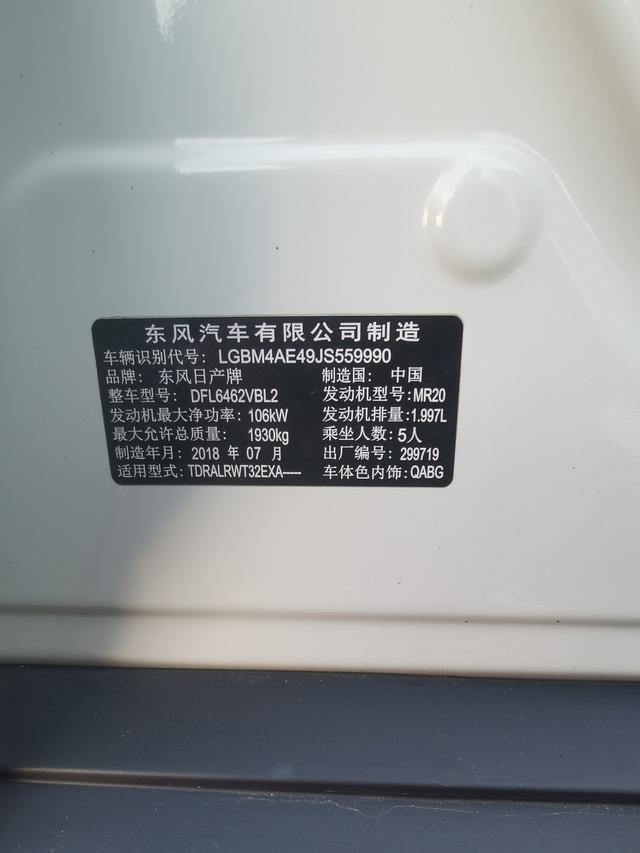 东风汽车有限公司制造
车辆识别代号: LGBM4AE49JS559990
品牌: 东风日产牌 制造国: 中国
整车型号: DFL6462VBL2 发动机型号:MR20
发动机最大净功率: 106kW 发动机排量:1.997L
最大允许总质量: 1930kg 乘坐人数:5人
制造年月: 2018 年 07 月 出厂编号: 299719
适用型式:TDRALRWT32EXA----- 车体色内饰:QABG